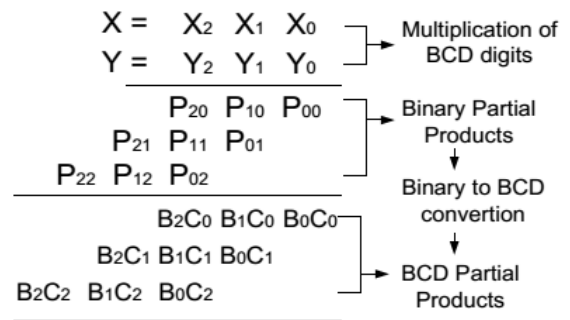 X = X2 X1 X0
Y = Y2 Y1 Y0
Multiplication of
BCD digits
P20 P10 P00
P21 P11 P01
P22 P12 P02
Binary Partial
Products
Binary to BCD
convertion
B2C0 B1C0 B0C0
B2C1 B1C1 B0C1
B2C2 B1C2 B0C2
BCD Partial
Products